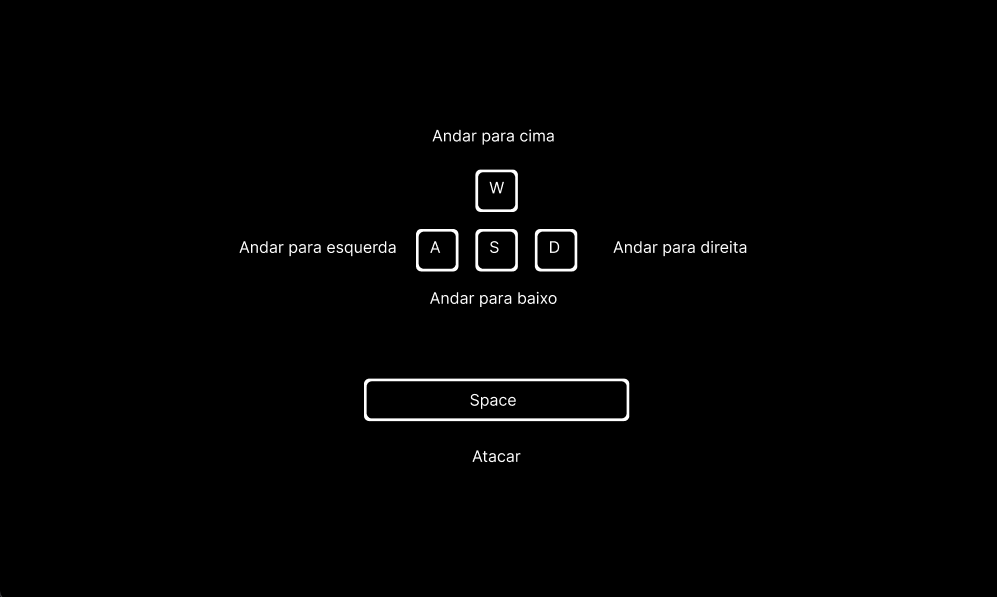 Andar para cima
W
Andar para esquerda A S D Andar para direita
Andar para baixo
Space
Atacar